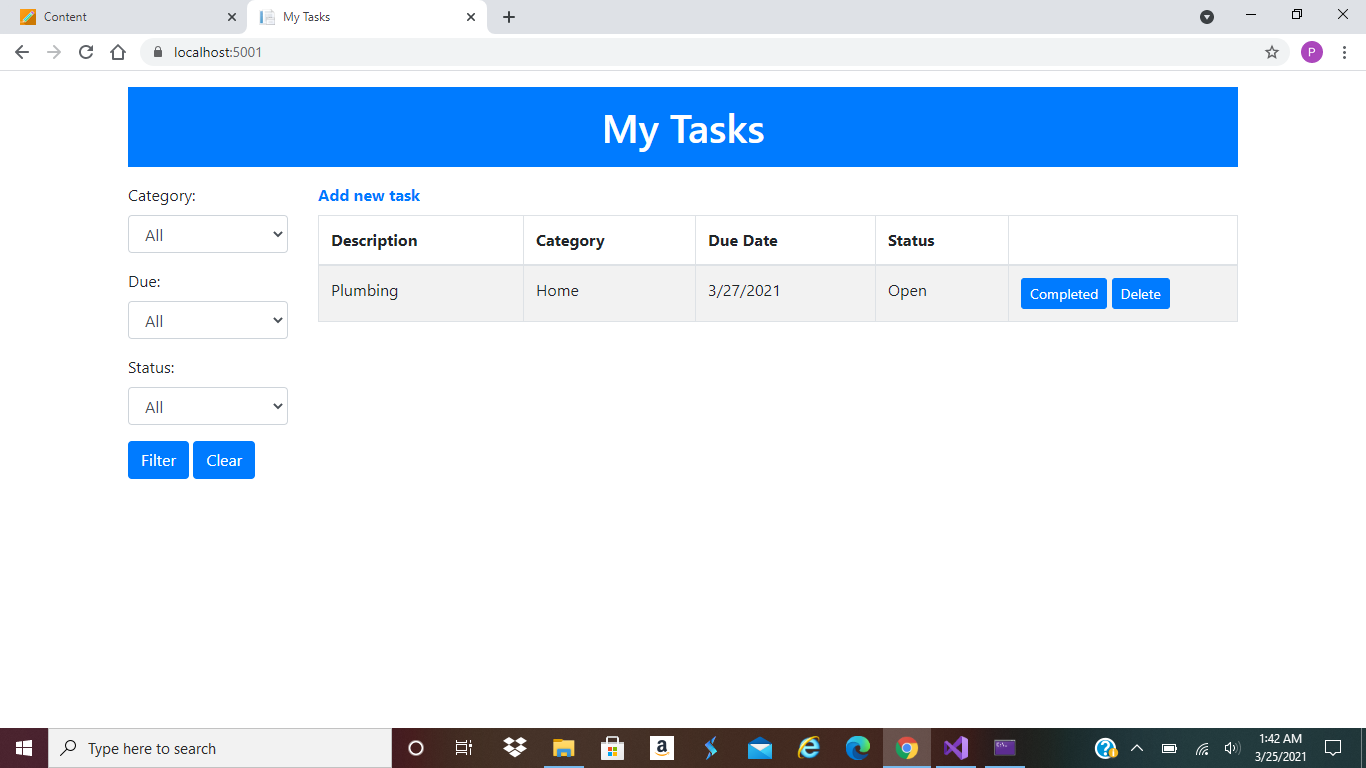 Content
My Tasks
localhost:5001
P
My Tasks
Category:
All
Due:
All
Status:
All
Filter Clear
Add new task
Description Category Due Date Status
Plumbing Home 3/27/2021 Open Completed Delete
Type here to search
a
1:42 AM
3/25/2021